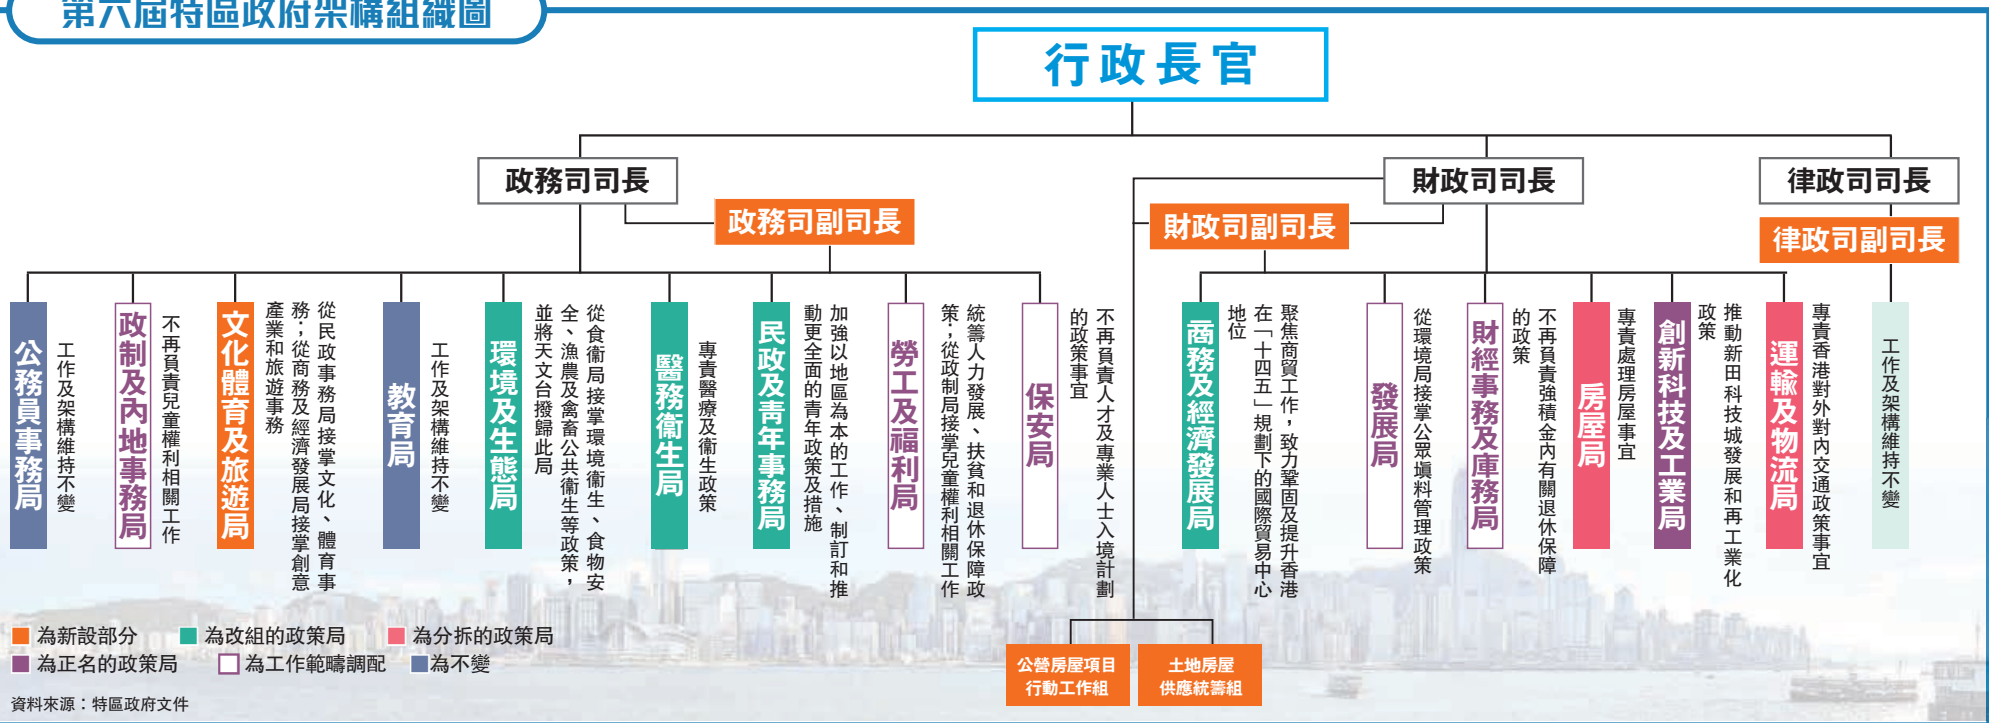 第六屆特區政府架構組織圖
行政長官
政務司司長
財政司司長
律政司司長
政務司副司長
財政司副司長
律政司副司長
公務員事務局
工作及架構維持不變
政制及內地事務局
不再負責兒童權利相關工作
文化體育及旅遊局
從民政事務局接掌文化、體育事
務；從商務及經濟發展局接掌創意
產業和旅遊事務
教育局
工作及架構維持不變
環境及生態局
從食衞局接掌環境衞生、食物安
全、漁農及禽畜公共衞生等政策，
並將天文台撥歸此局
醫務衞生局
專責醫療及衞生政策
民政及青年事務局
加強以地區為本的工作、制訂和推
動更全面的青年政策及措施
勞工及福利局
統籌人力發展、扶貧和退休保障政
策；從政制局接掌兒童權利相關工作
保安局
不再負責人才及專業人士入境計劃
的政策事宜
商務及經濟發展局
聚焦商貿工作，致力鞏固及提升香港
在「十四五」規劃下的國際貿易中心
地位
發展局
從環境局接掌公眾塡料管理政策
財經事務及庫務局
不再負責強積金內有關退休保障
的政策
房屋局
專責處理房屋事宜
創新科技及工業局
推動新田科技城發展和再工業化
政策
運輸及物流局
專責香港對外對內交通政策事宜
工作及架構維持不變
公營房屋項目
行動工作組
土地房屋
供應統籌組
為新設部分
為改組的政策局
為分拆的政策局
為正名的政策局
為工作範疇調配
為不變
資料來源：特區政府文件